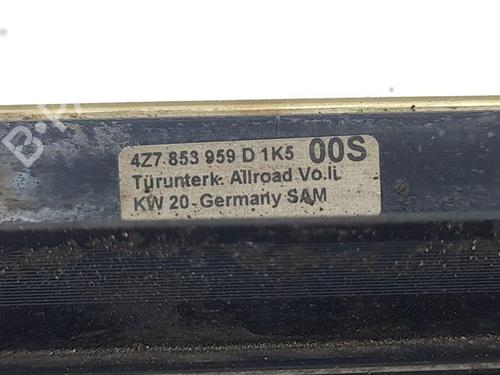 4Z7 853 959 D 1K5 00S
Türunterk. Allroad Vo.li.
KW 20 Germany SAM